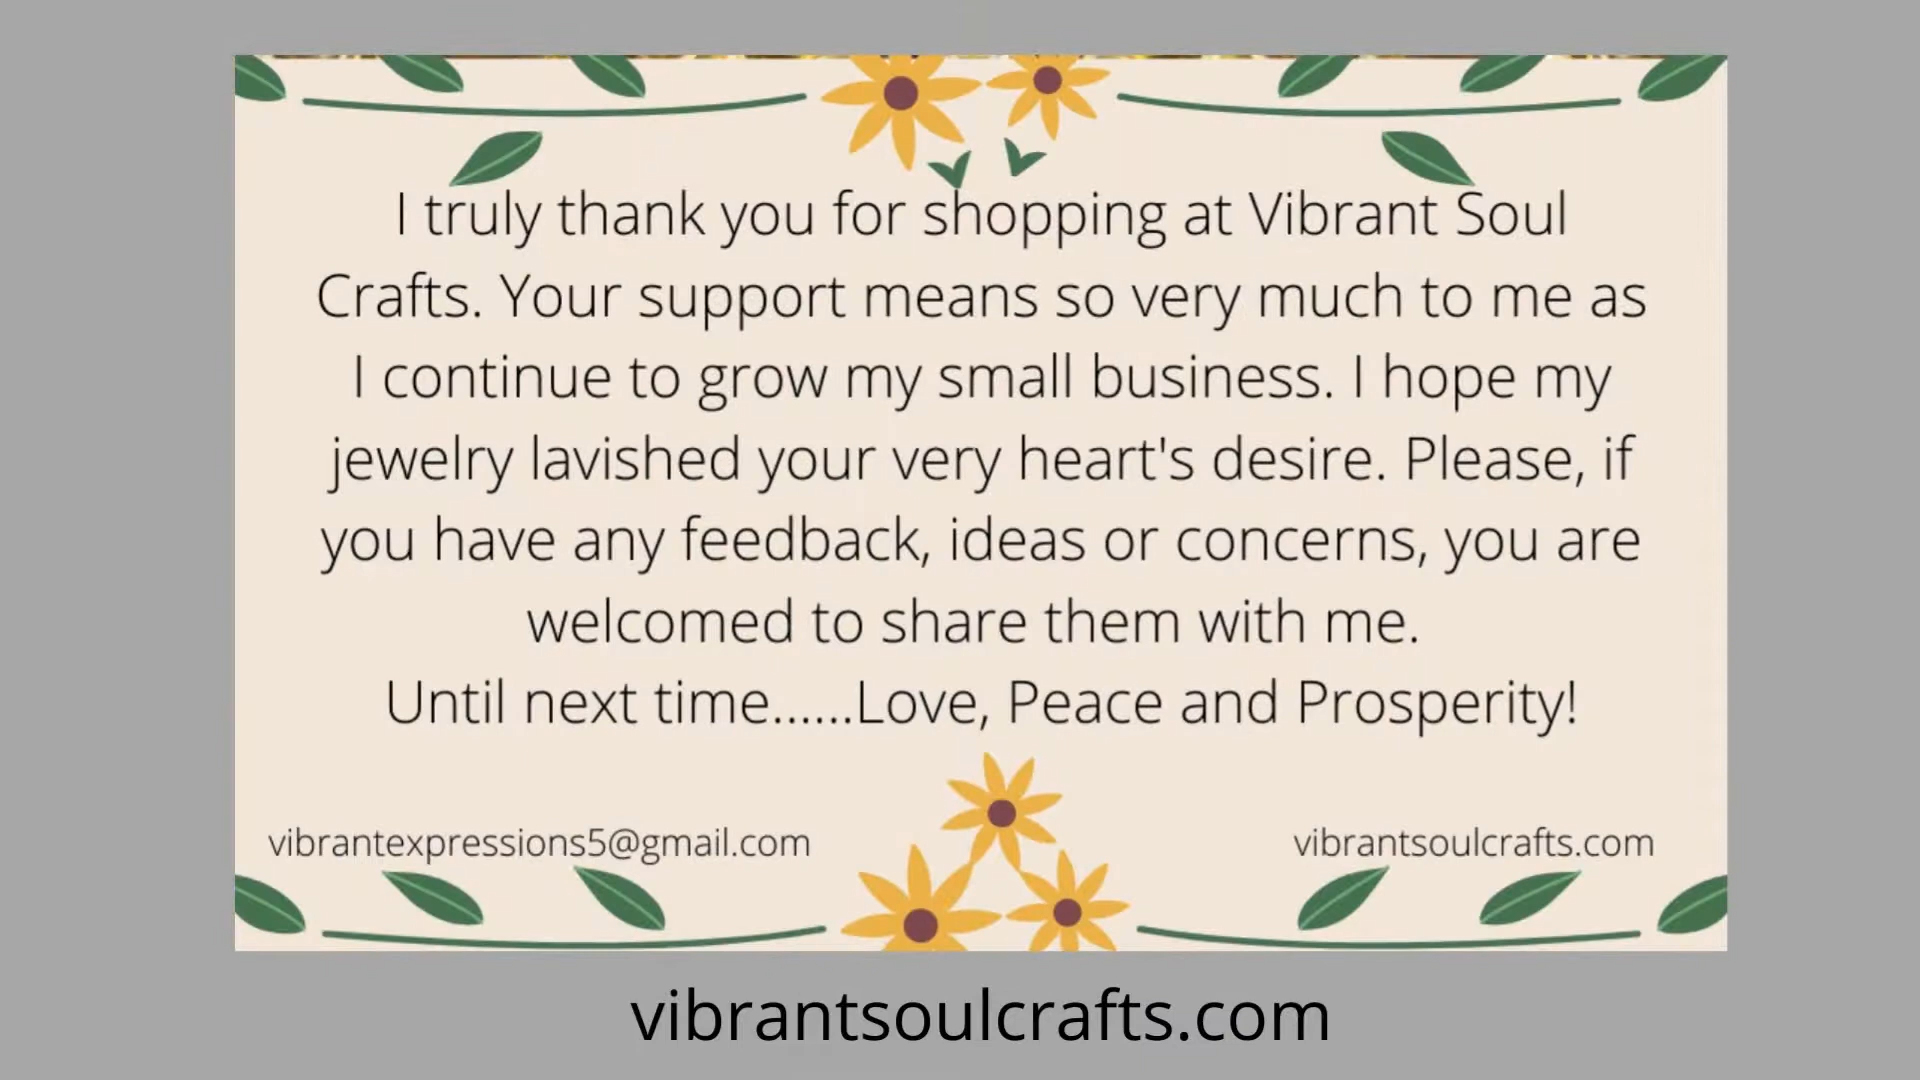 I truly thank you for shopping at Vibrant Soul
Crafts. Your support means so very much to me as
I continue to grow my small business. I hope my
jewelry lavished your very heart's desire. Please, if
you have any feedback, ideas or concerns, you are
welcomed to share them with me.
Until next time......Love, Peace and Prosperity!
vibrantexpressions5@gmail.com
vibrantsoulcrafts.com
vibrantsoulcrafts.com